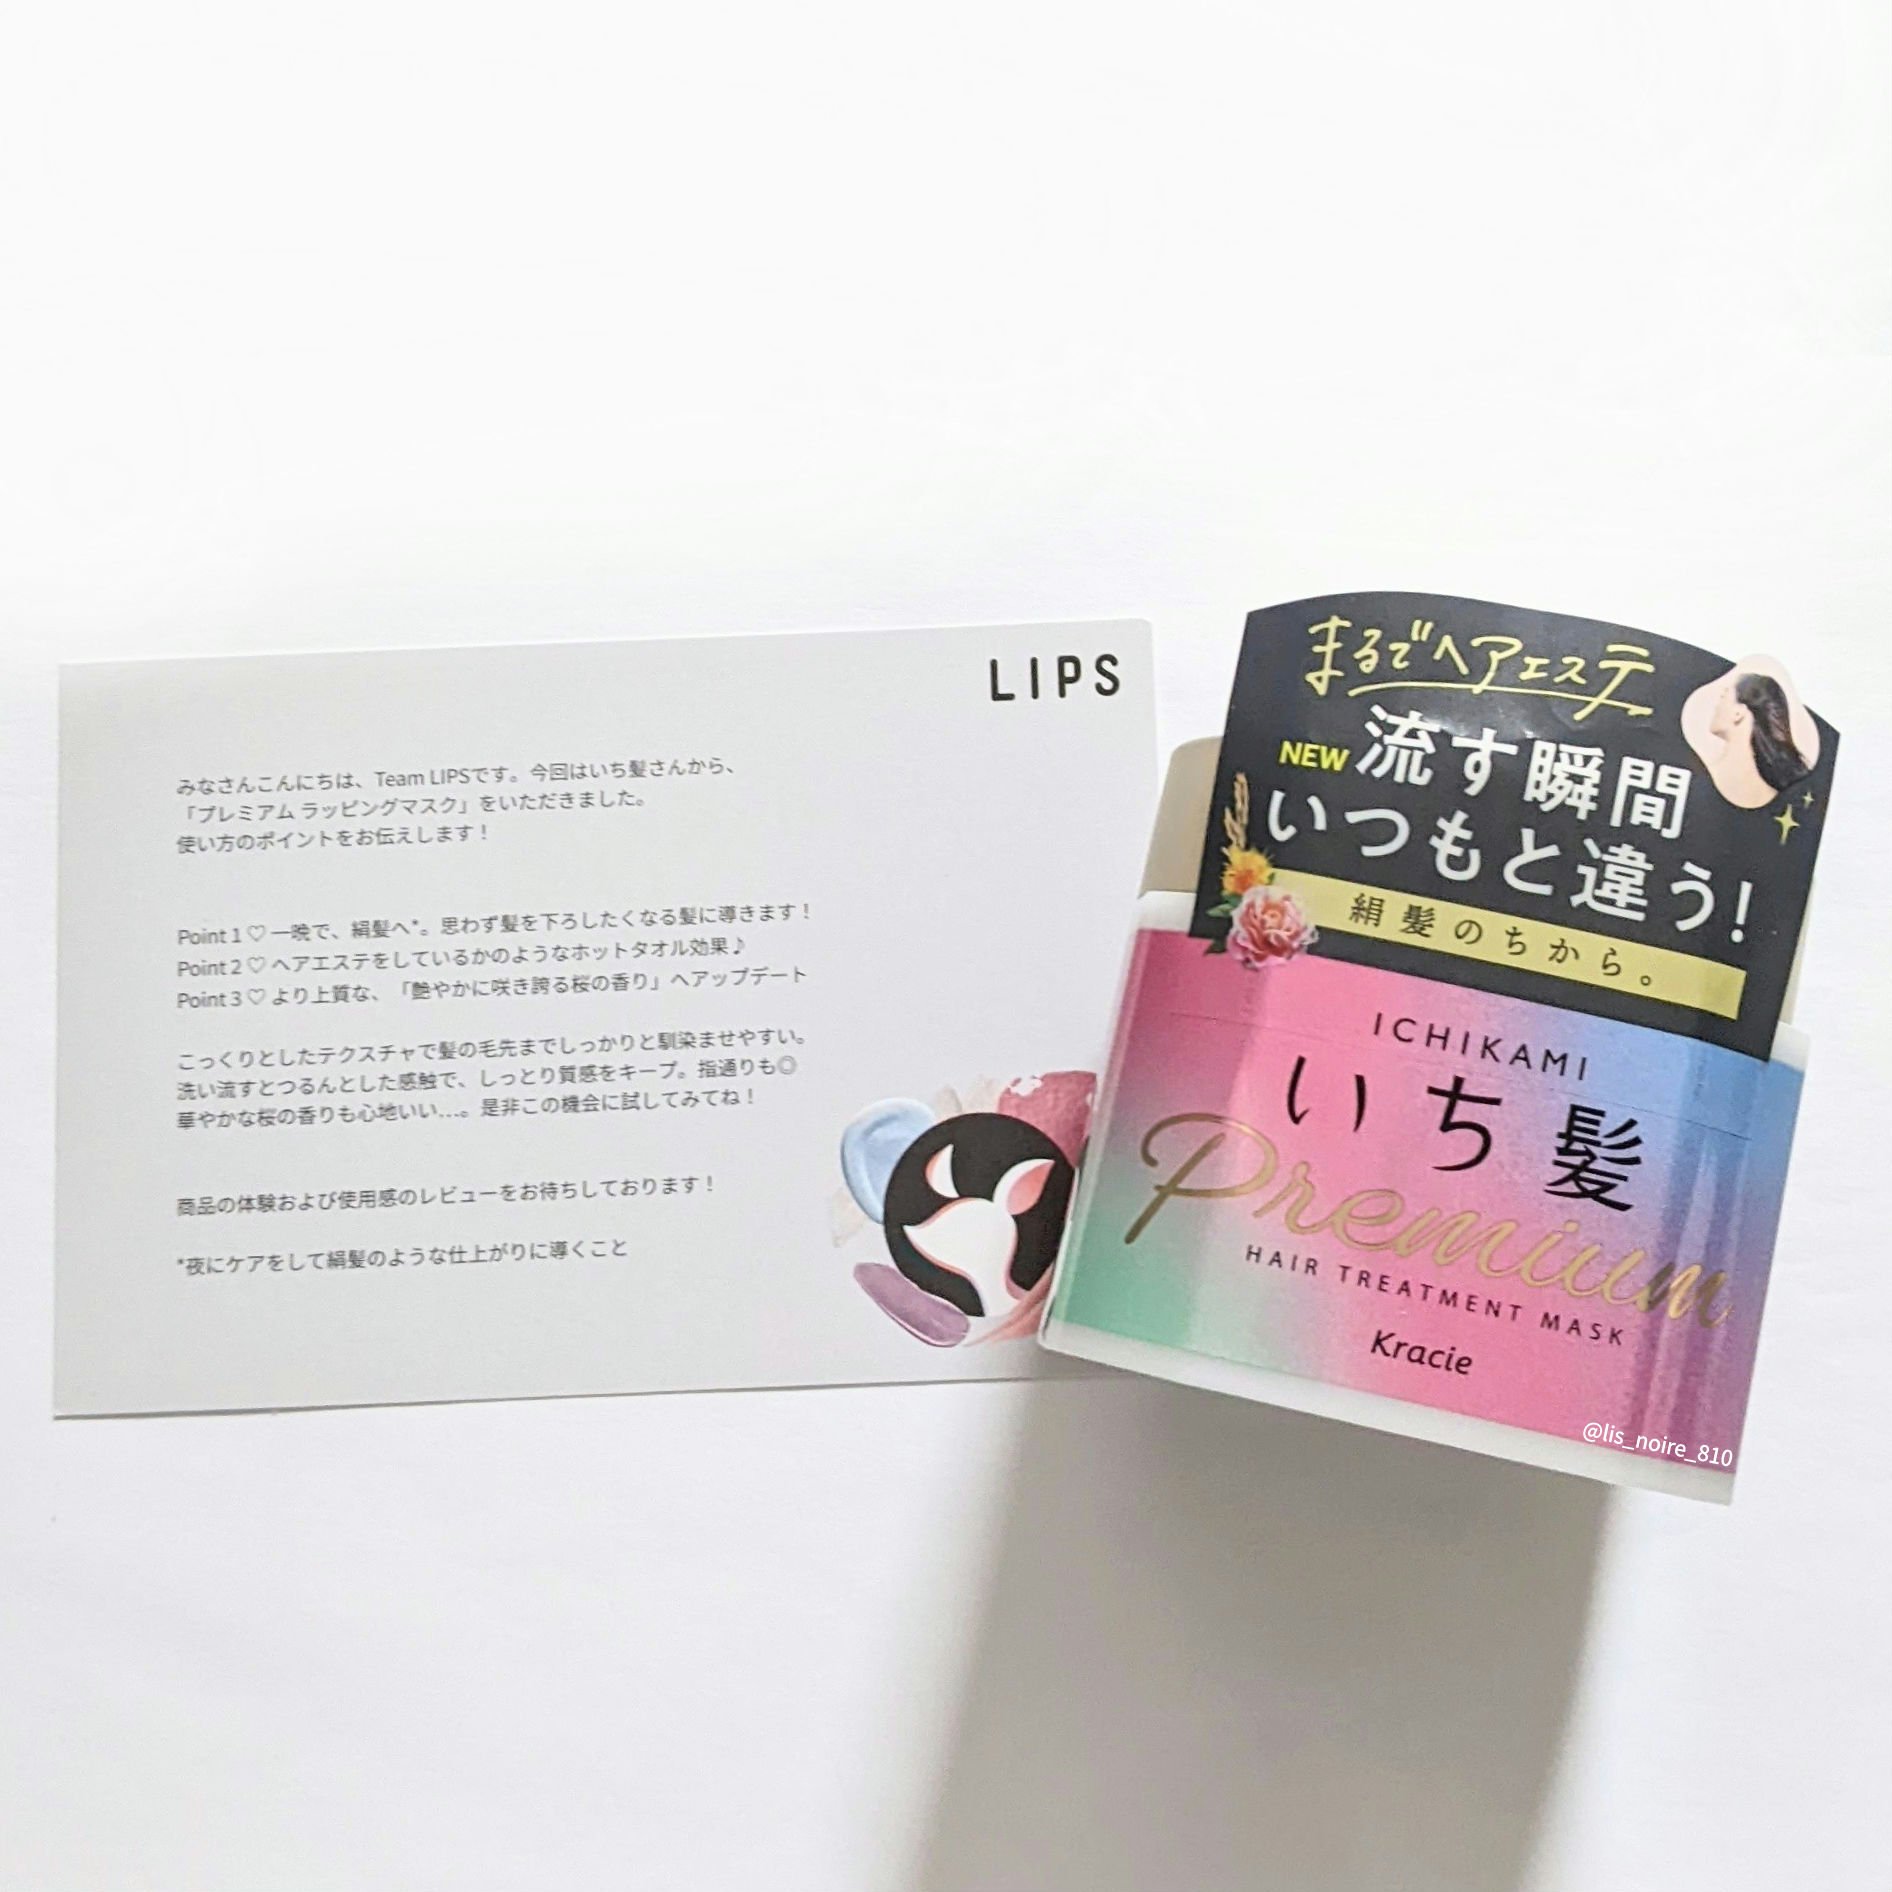 LIPS
みなさんこんにちは、Team LIPSです。今回はいち髪さんから、
「プレミアム ラッピングマスク」をいただきました。
使い方のポイントをお伝えします！
Point 1 ♡ 一晩で、絹髪へ*。思わず髪を下ろしたくなる髪に導きます！
Point 2 ♡ ヘアエステをしているかのようなホットタオル効果♪
Point 3 ♡ より上質な、「艶やかに咲き誇る桜の香り」へアップデート
こっくりとしたテクスチャで髪の毛先までしっかりと馴染ませやすい。
洗い流すとつるんとした感触で、しっとり質感をキープ。指通りも◎
華やかな桜の香りも心地いい…。是非この機会に試してみてね！
商品の体験および使用感のレビューをお待ちしております！
*夜にケアをして絹髪のような仕上がりに導くこと
まるでヘアエステ
NEW 流す瞬間
いつもと違う！
絹髪のちから。
ICHIKAMI
いち髪
Premium
HAIR TREATMENT MASK
Kracie
@lis_noire_810